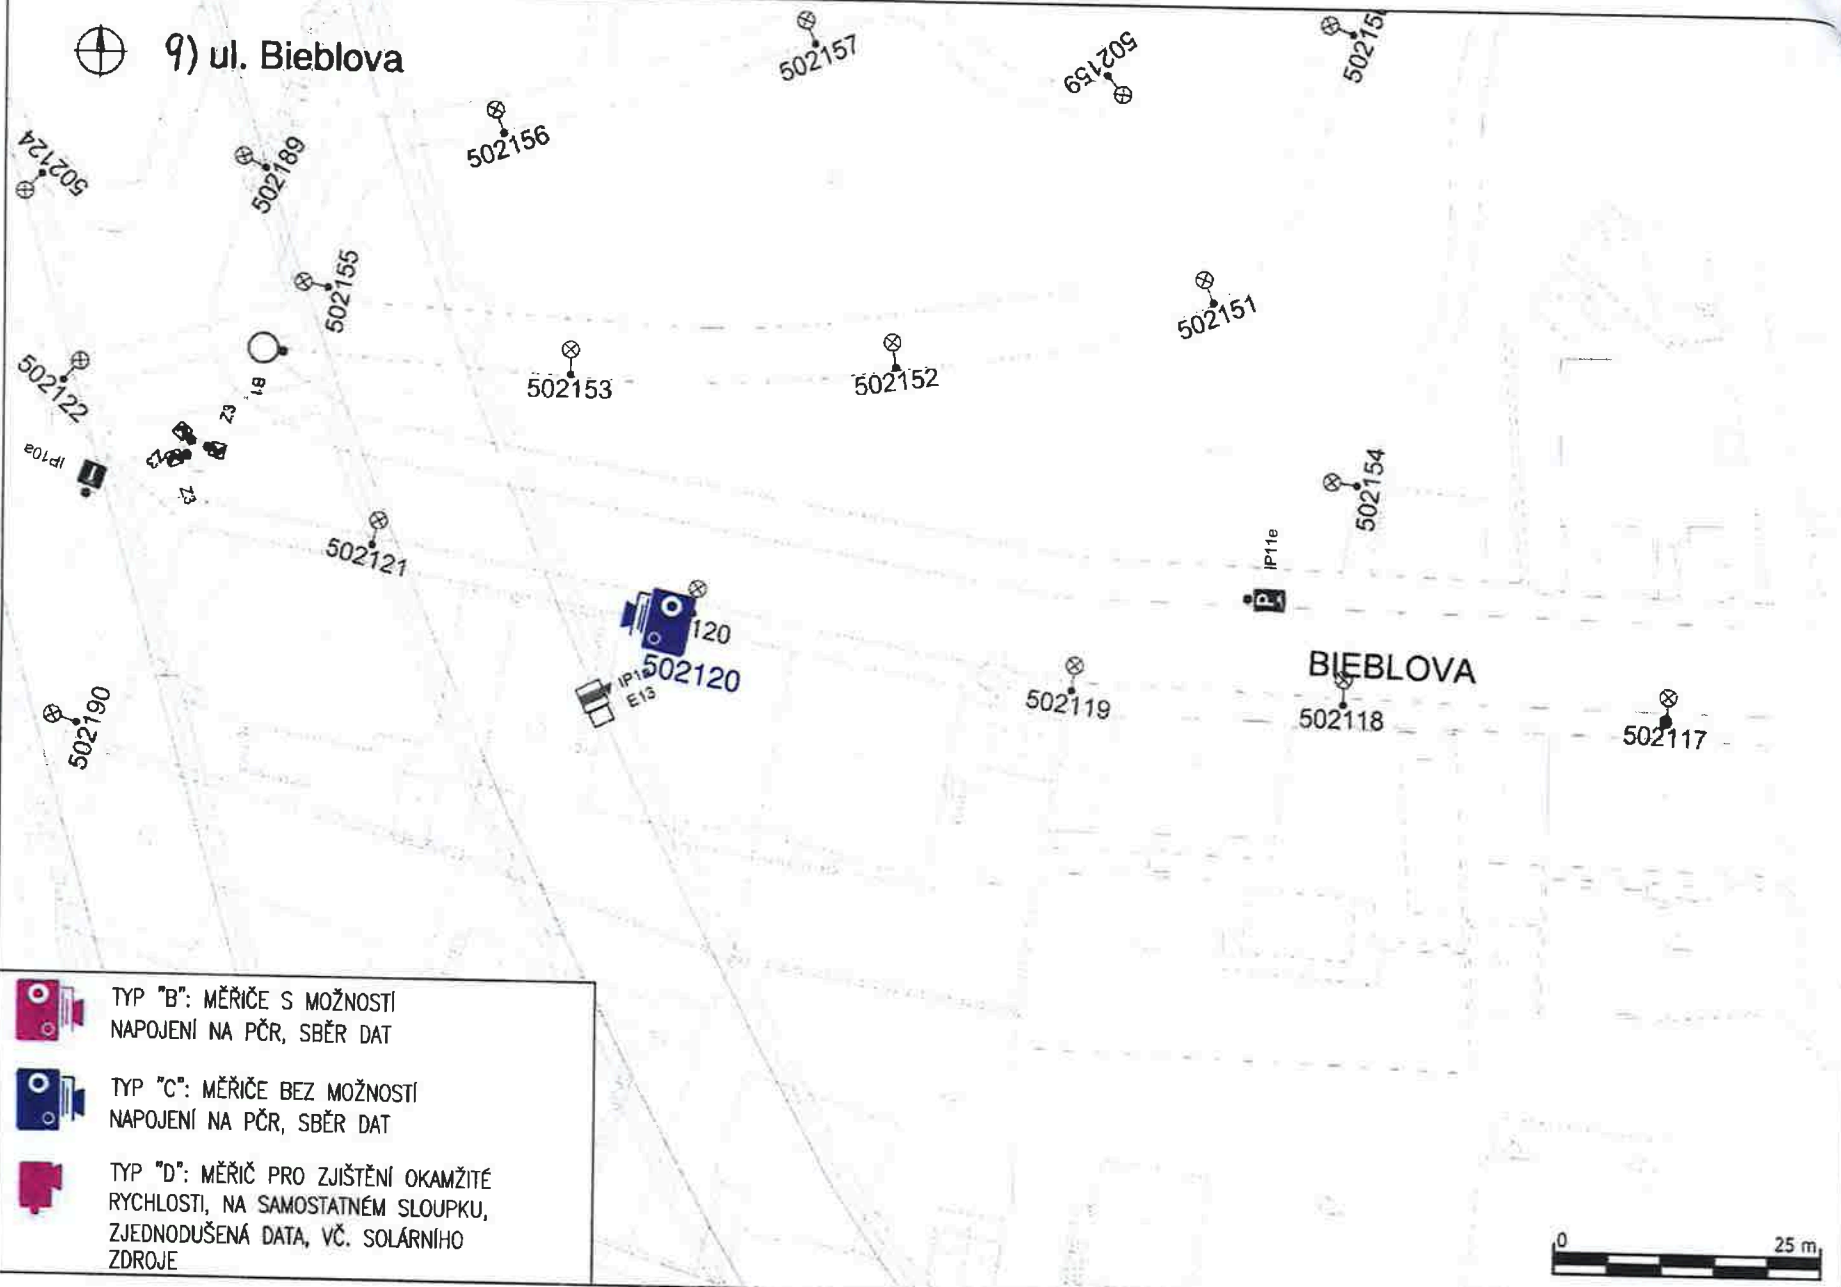 9) ul. Bieblova
502157
502159
502156
502124
502189
502155
502151
502122
B1
502153
502152
Z3
IP10a
Z3
Z3
502154
502121
IP11e
120
502120
E13
BIEBLOVA
502190
502119
502118
502117
TYP "B": MĚŘIČE S MOŽNOSTÍ
NAPOJENÍ NA PČR, SBĚR DAT
TYP "C": MĚŘIČE BEZ MOŽNOSTÍ
NAPOJENÍ NA PČR, SBĚR DAT
TYP "D": MĚŘIČ PRO ZJIŠTĚNÍ OKAMŽITÉ
RYCHLOSTI, NA SAMOSTATNÉM SLOUPKU,
ZJEDNODUŠENÁ DATA, VČ. SOLÁRNÍHO
ZDROJE
0 25 m